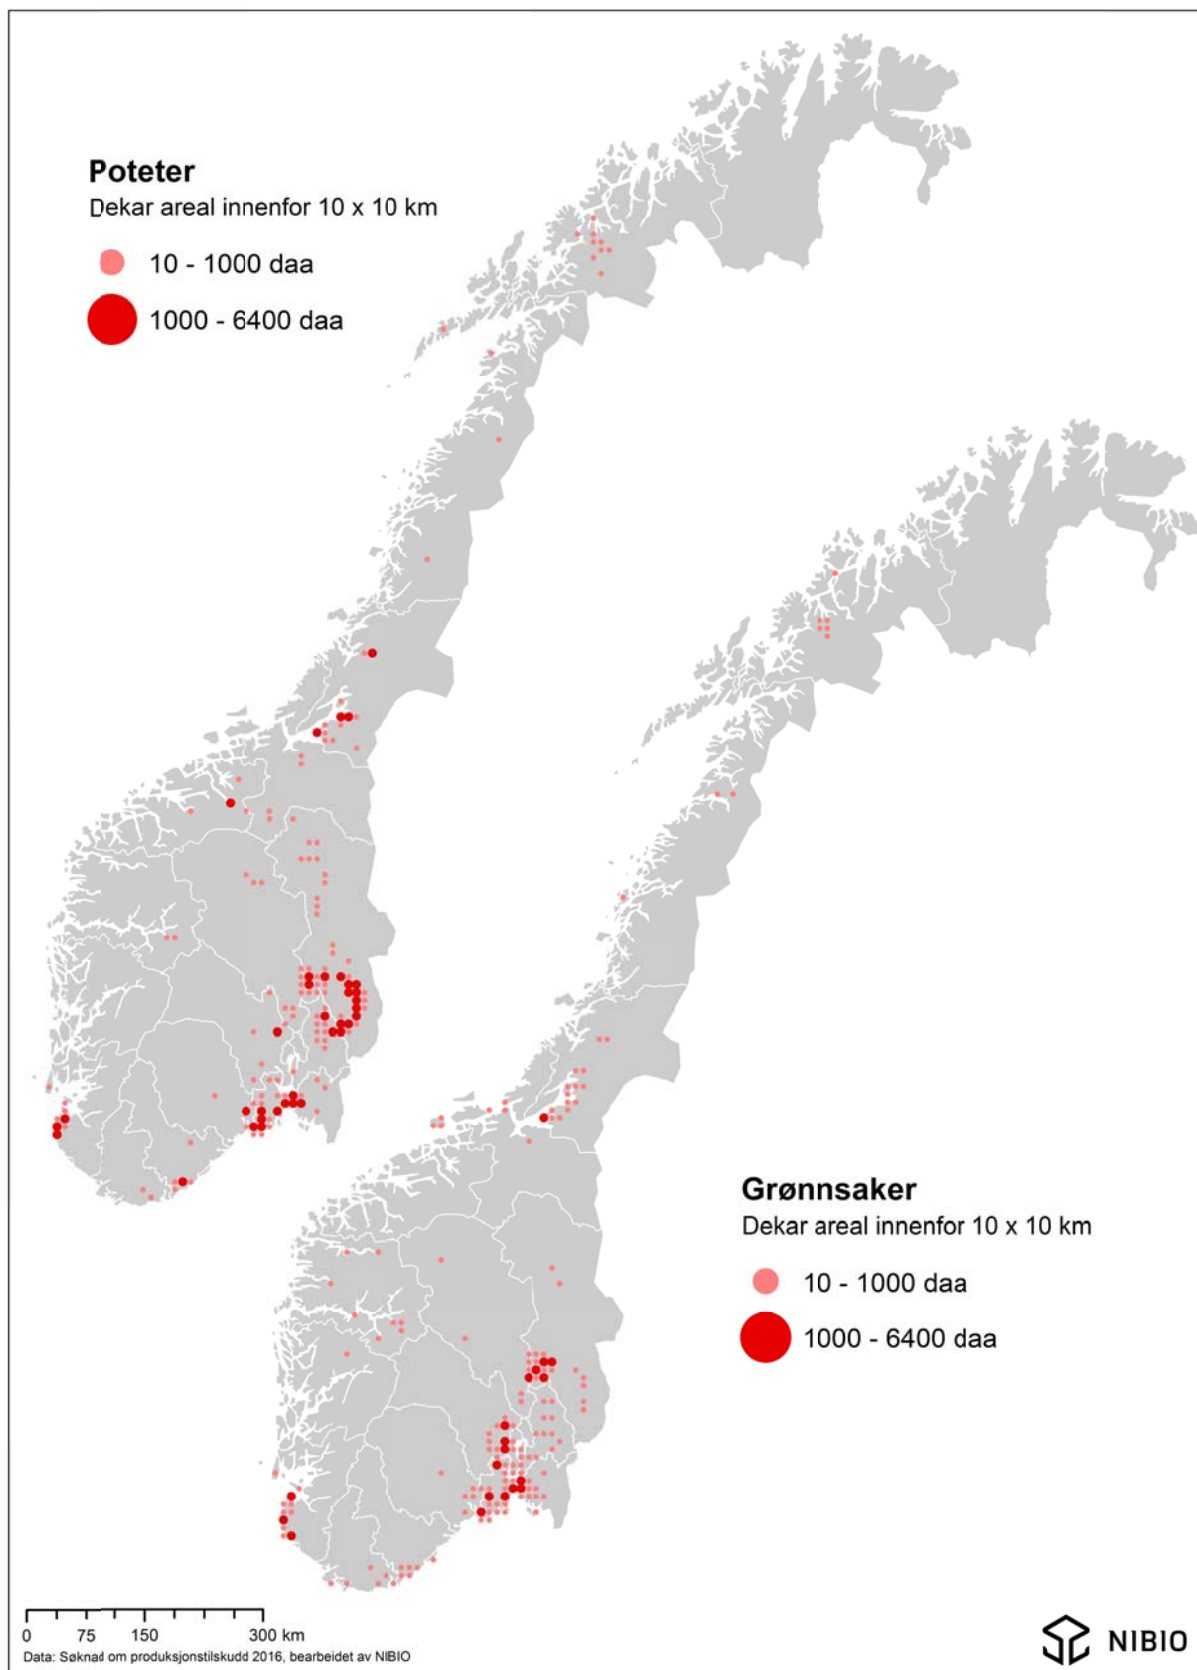 Poteter
Dekar areal innenfor 10 x 10 km
10 - 1000 daa
1000 - 6400 daa
Grønnsaker
Dekar areal innenfor 10 x 10 km
10 - 1000 daa
1000 - 6400 daa
0 75 150 300 km
Data: Søknad om produksjonstilskudd 2016, bearbeidet av NIBIO
NIBIO